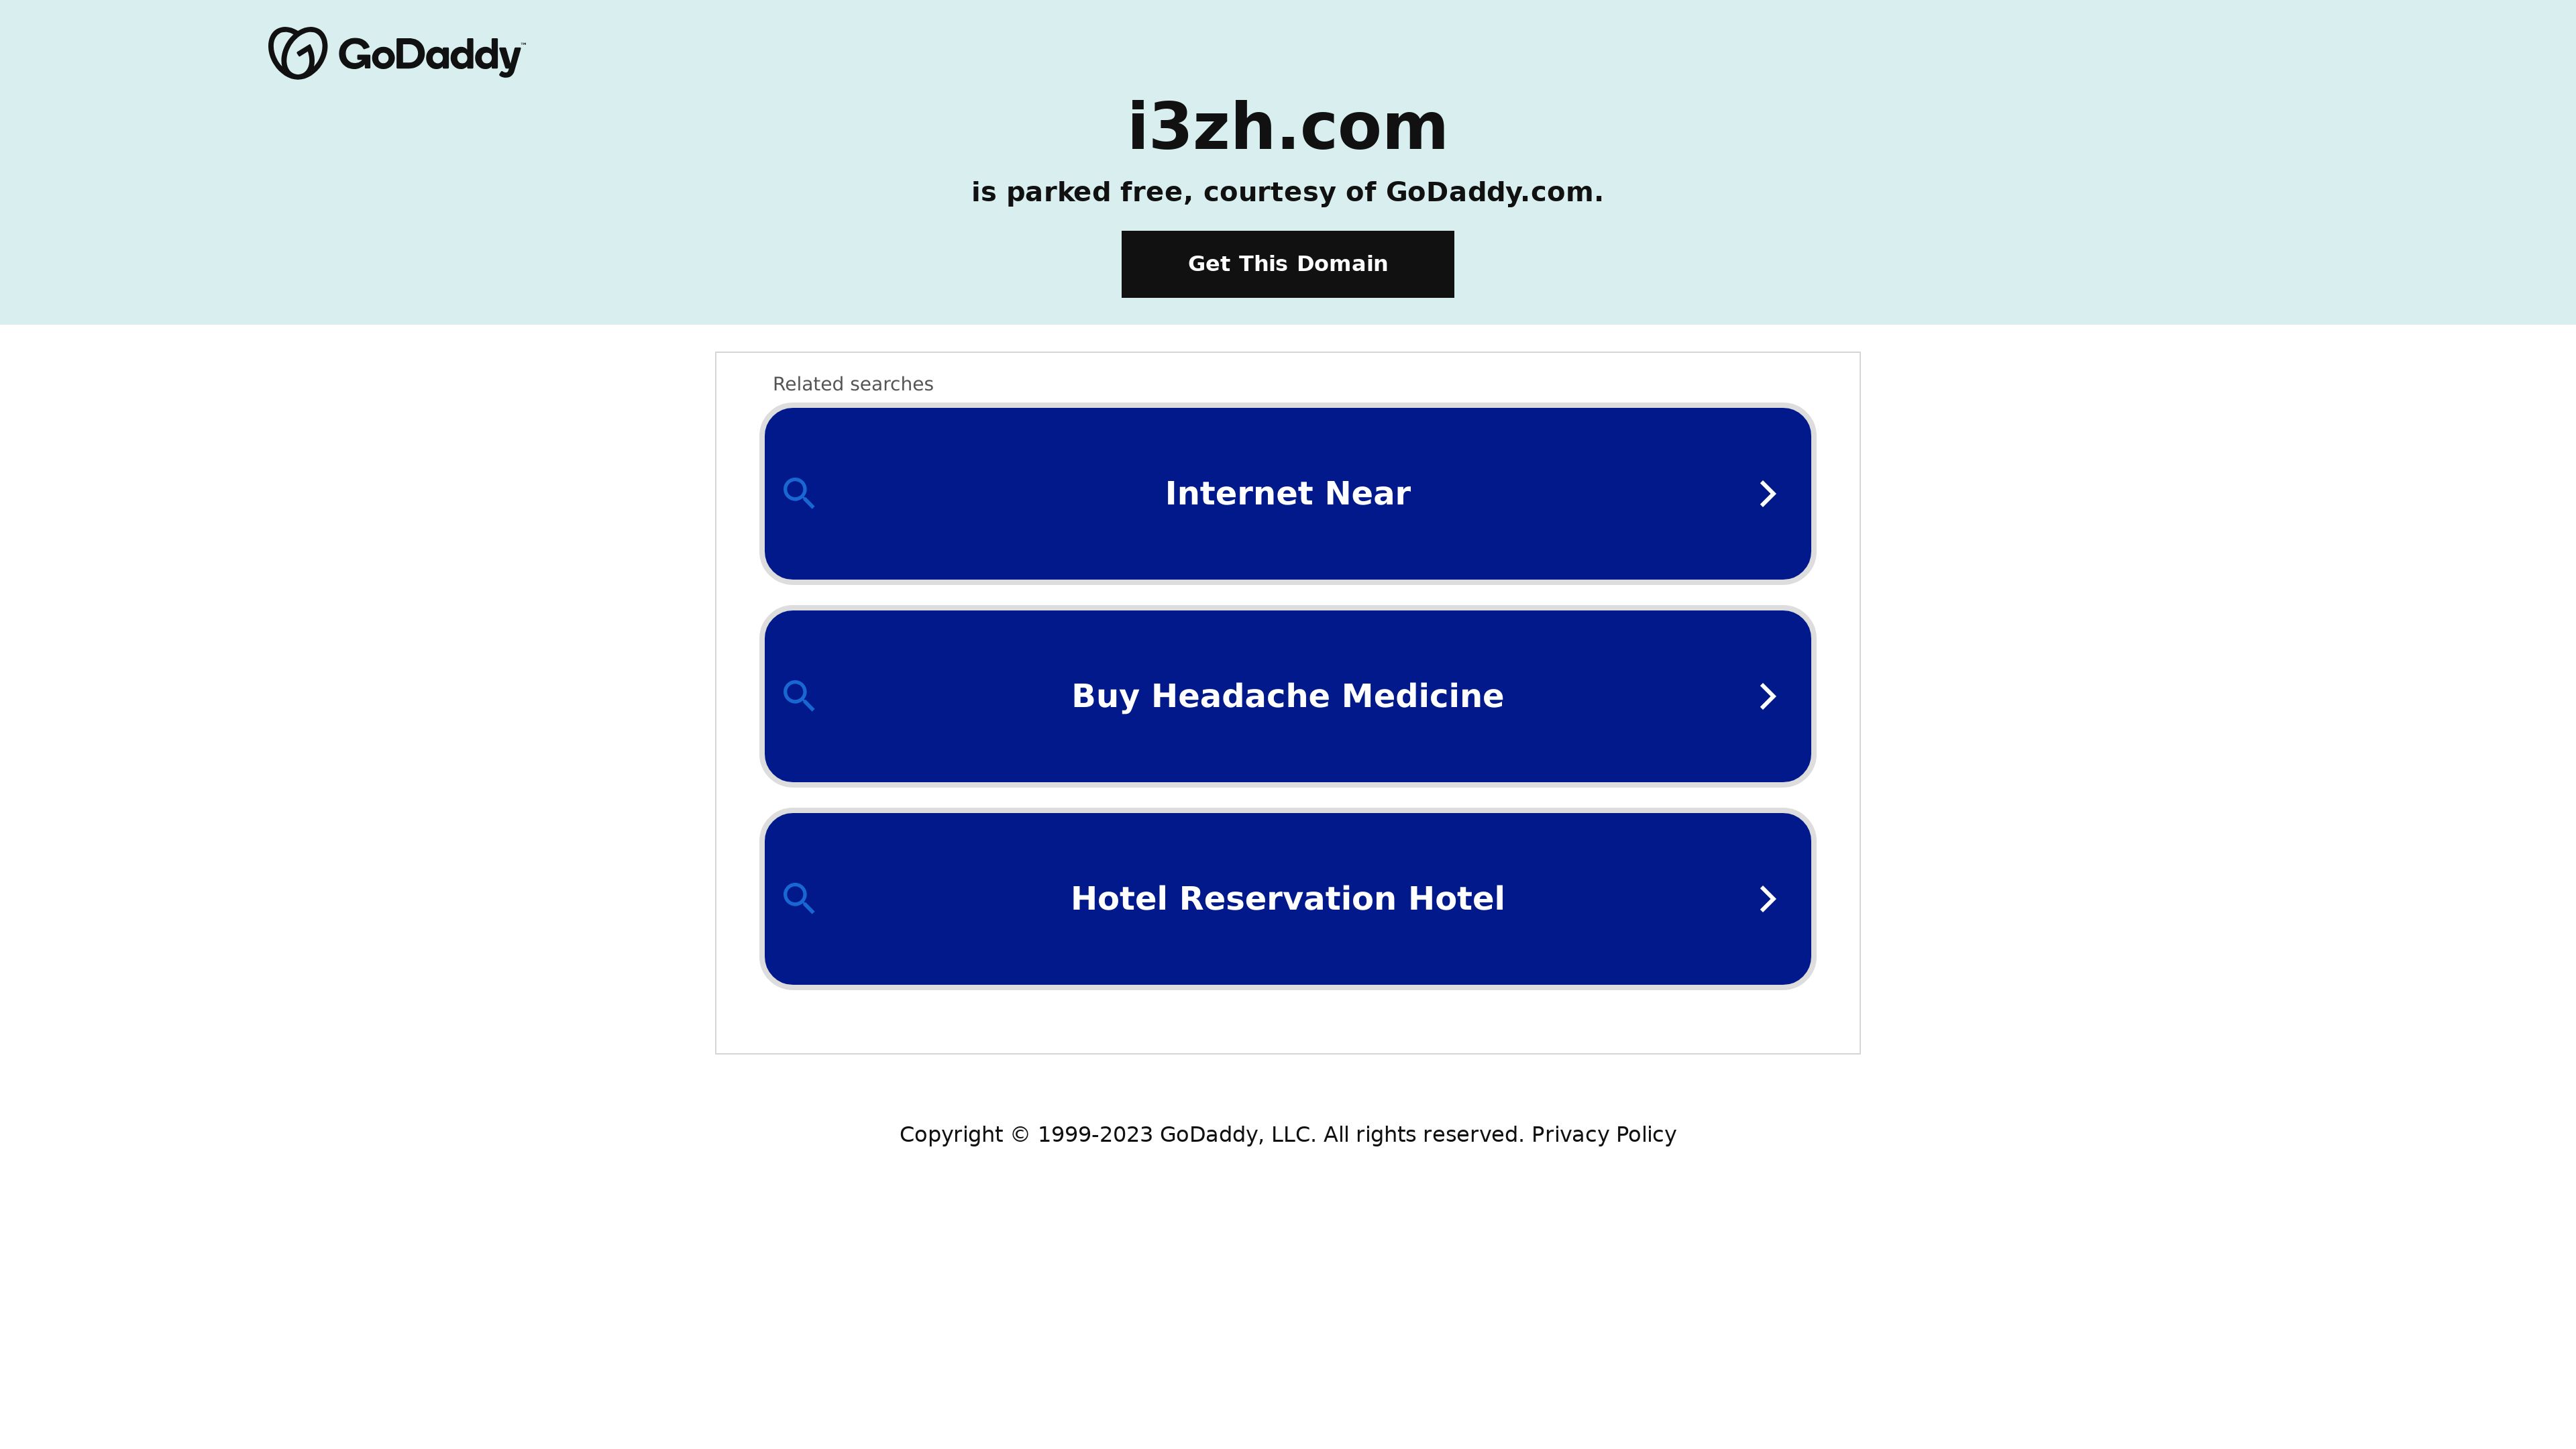 GoDaddy™
i3zh.com
is parked free, courtesy of GoDaddy.com.
Get This Domain
Related searches
Internet Near
Buy Headache Medicine
Hotel Reservation Hotel
Copyright © 1999-2023 GoDaddy, LLC. All rights reserved. Privacy Policy